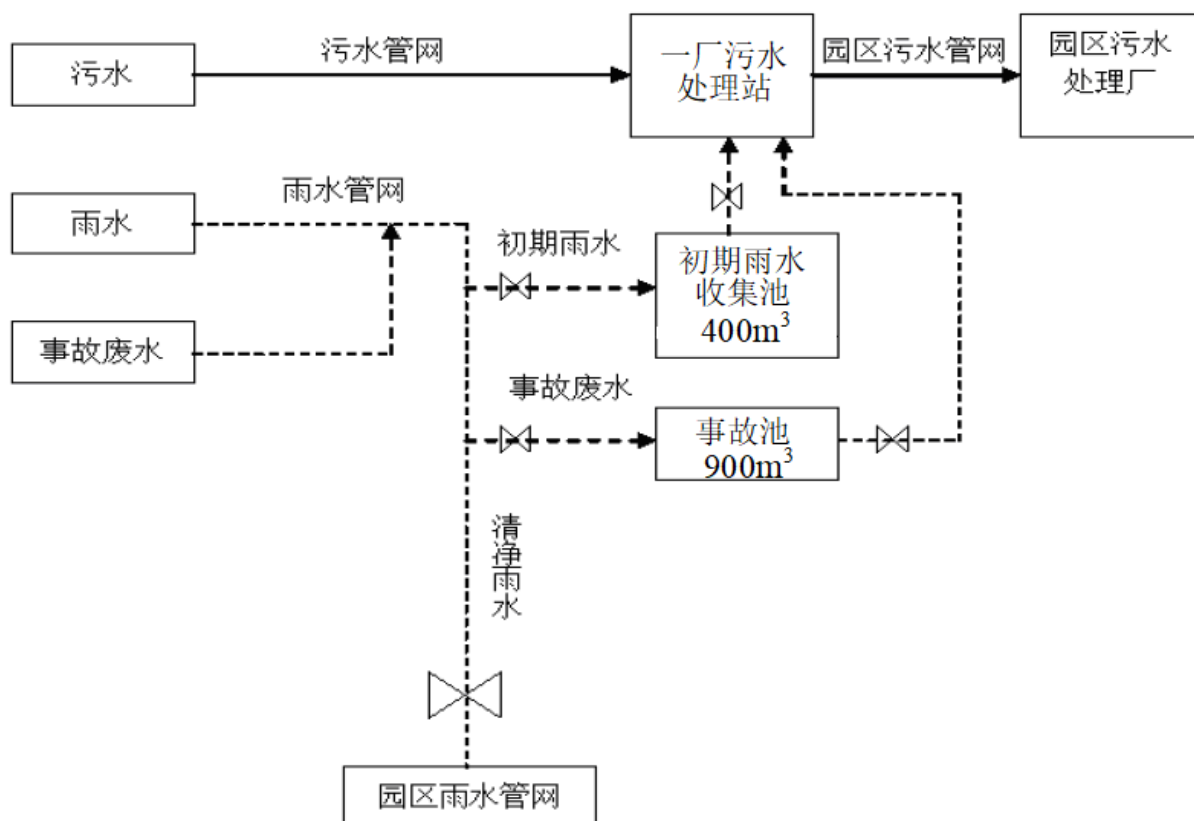 污水
污水管网
一厂污水
处理站
园区污水管网
园区污水
处理厂
雨水
雨水管网
初期雨水
初期雨水
收集池
400m³
事故废水
事故废水
事故池
900m³
清净雨水
园区雨水管网